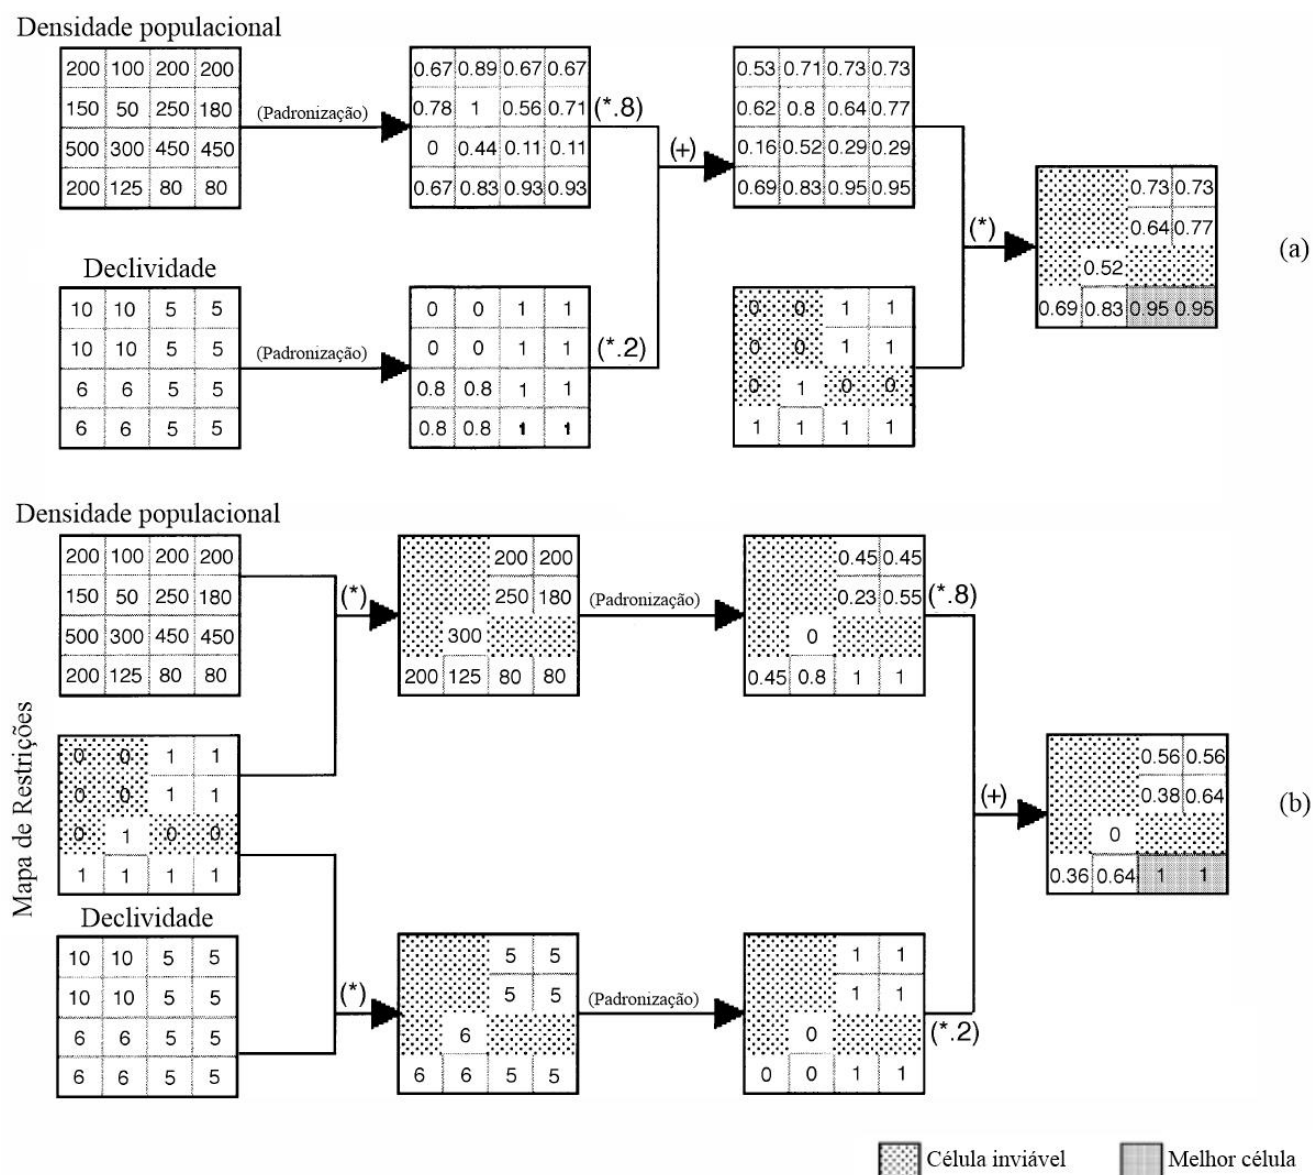 Densidade populacional
200 100 200 200
150 50 250 180
500 300 450 450
200 125 80 80
(Padronização)
0.67 0.89 0.67 0.67
0.78 1 0.56 0.71
0 0.44 0.11 0.11
0.67 0.83 0.93 0.93
(*.8)
(+)
0.53 0.71 0.73 0.73
0.62 0.8 0.64 0.77
0.16 0.52 0.29 0.29
0.69 0.83 0.95 0.95
Declividade
10 10 5 5
10 10 5 5
6 6 5 5
6 6 5 5
(Padronização)
0 0 1 1
0 0 1 1
0.8 0.8 1 1
0.8 0.8 1 1
(*.2)
0 0 1 1
0 0 1 1
0 1 0 0
1 1 1 1
(*)
0.73 0.73
0.64 0.77
0.52
0.69 0.83 0.95 0.95
(a)
Densidade populacional
200 100 200 200
150 50 250 180
500 300 450 450
200 125 80 80
(*)
200 200
250 180
300
200 125 80 80
(Padronização)
0.45 0.45
0.23 0.55
0
0.45 0.8 1 1
(*.8)
Mapa de Restrições
0 0 1 1
0 0 1 1
0 1 0 0
1 1 1 1
(+)
0.56 0.56
0.38 0.64
0
0.36 0.64 1 1
(b)
Declividade
10 10 5 5
10 10 5 5
6 6 5 5
6 6 5 5
(*)
5 5
5 5
6
6 6 5 5
(Padronização)
1 1
1 1
0
0 0 1 1
(*.2)
Célula inviável
Melhor célula